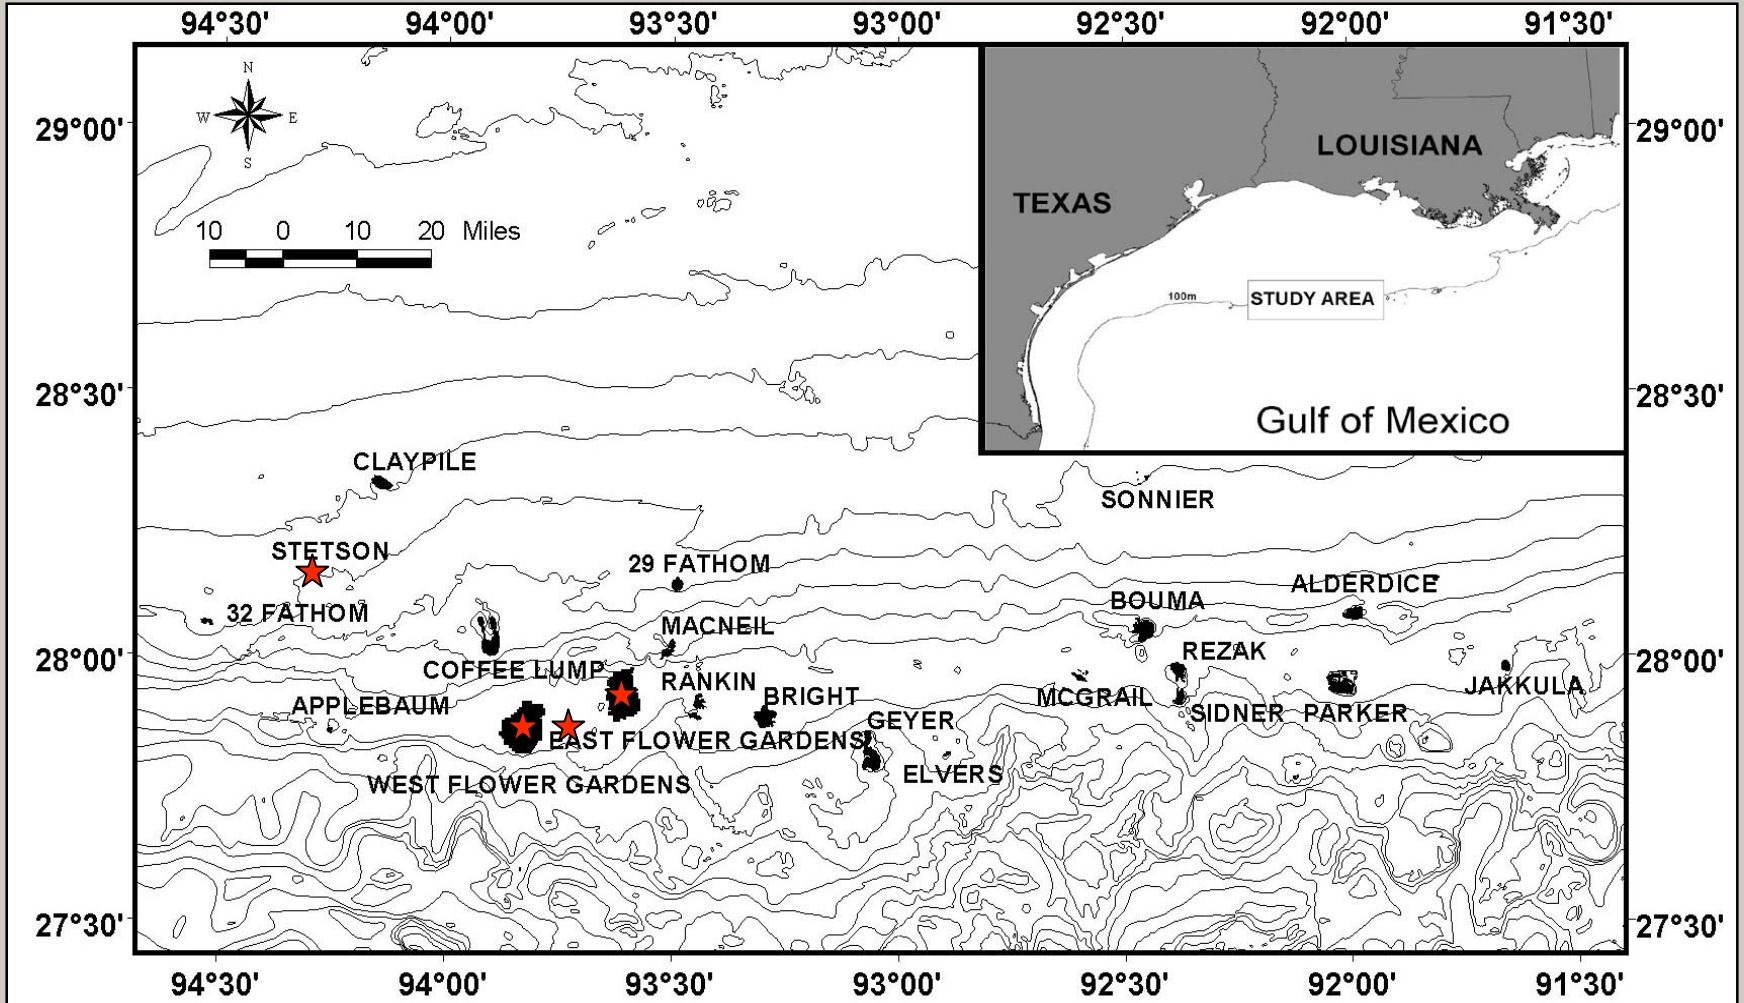 94°30' 94°00' 93°30' 93°00' 92°30' 92°00' 91°30'
N
W E
S
29°00' 29°00'
LOUISIANA
TEXAS
10 0 10 20 Miles
100m
STUDY AREA
28°30' 28°30'
Gulf of Mexico
CLAYPILE
SONNIER
STETSON
29 FATHOM
ALDERDICE
BOUMA
32 FATHOM
MACNEIL
REZAK
28°00' 28°00'
COFFEE LUMP
RANKIN
JAKKULA
BRIGHT
MCGRAIL
APPLEBAUM
SIDNER PARKER
GEYER
EAST FLOWER GARDENS
ELVERS
WEST FLOWER GARDENS
27°30' 27°30'
94°30' 94°00' 93°30' 93°00' 92°30' 92°00' 91°30'